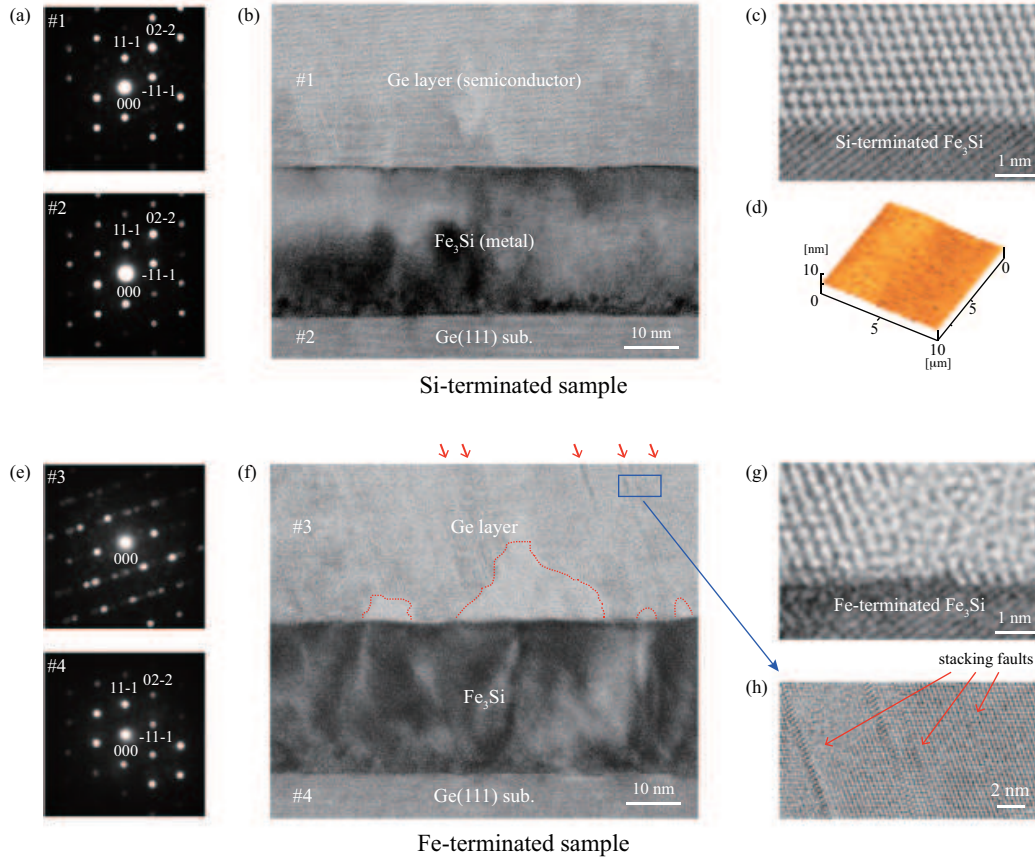 (a)
#1
02-2
11-1
-11-1
000
#2
02-2
11-1
-11-1
000
(b)
#1
Ge layer (semiconductor)
Fe₃Si (metal)
#2
Ge(111) sub.
10 nm
(c)
Si-terminated Fe₃Si
1 nm
(d)
[nm]
10
0
0
5
5
10
[μm]
Si-terminated sample
(e)
#3
000
#4
02-2
11-1
-11-1
000
(f)
#3
Ge layer
Fe₃Si
#4
Ge(111) sub.
10 nm
(g)
Fe-terminated Fe₃Si
1 nm
stacking faults
(h)
2 nm
Fe-terminated sample